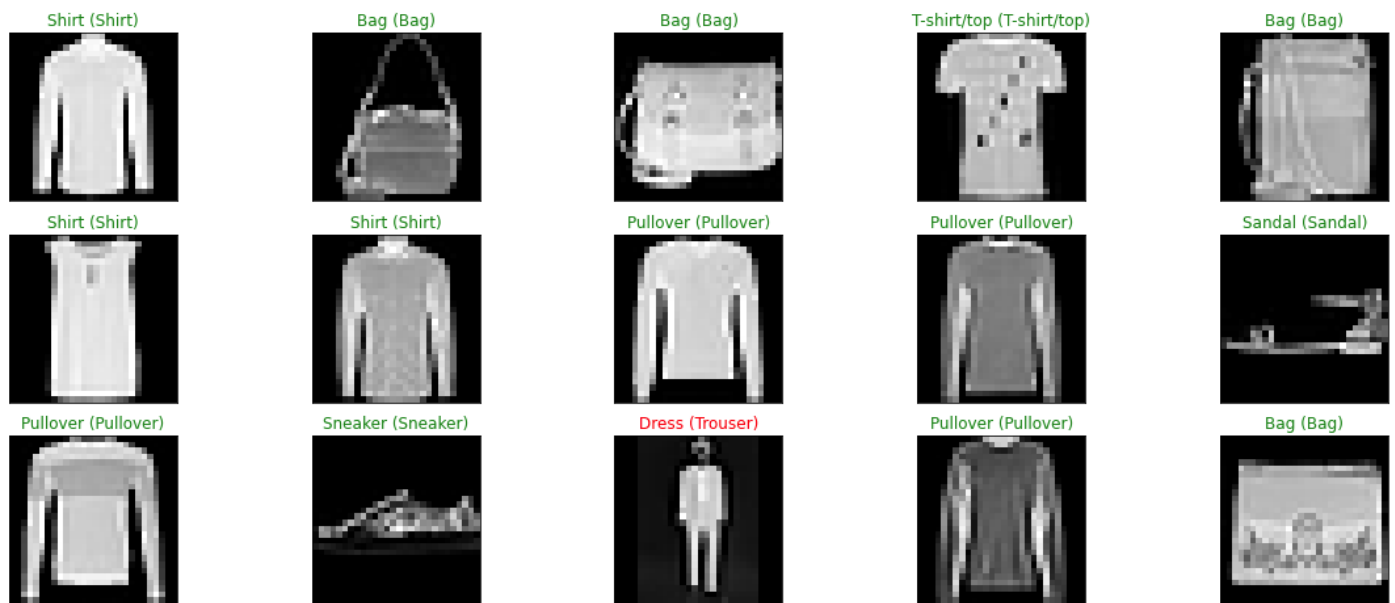 Shirt (Shirt)
Bag (Bag)
Bag (Bag)
T-shirt/top (T-shirt/top)
Bag (Bag)
Shirt (Shirt)
Shirt (Shirt)
Pullover (Pullover)
Pullover (Pullover)
Sandal (Sandal)
Pullover (Pullover)
Sneaker (Sneaker)
Dress (Trouser)
Pullover (Pullover)
Bag (Bag)